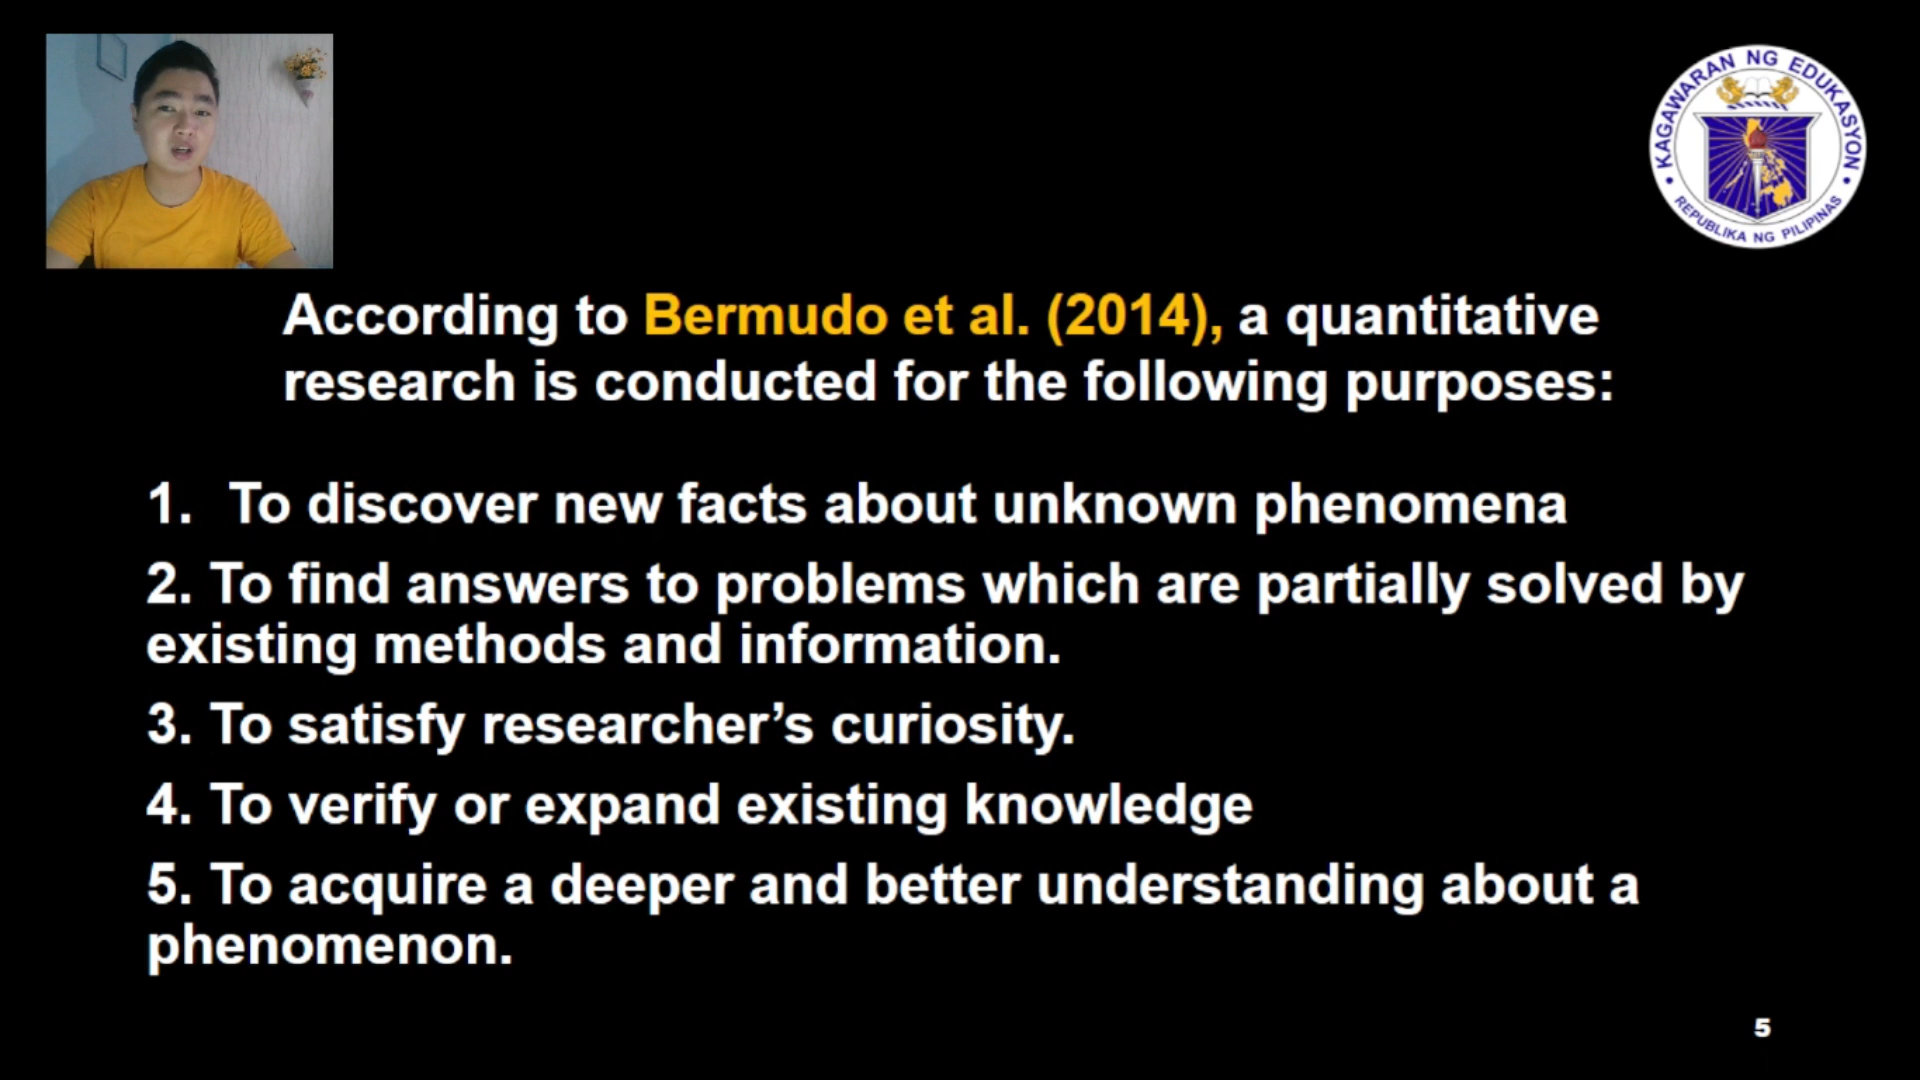 KAGAWARAN NG EDUKASYON
REPUBLIKA NG PILIPINAS
According to Bermudo et al. (2014), a quantitative
research is conducted for the following purposes:
1. To discover new facts about unknown phenomena
2. To find answers to problems which are partially solved by
existing methods and information.
3. To satisfy researcher’s curiosity.
4. To verify or expand existing knowledge
5. To acquire a deeper and better understanding about a
phenomenon.
5